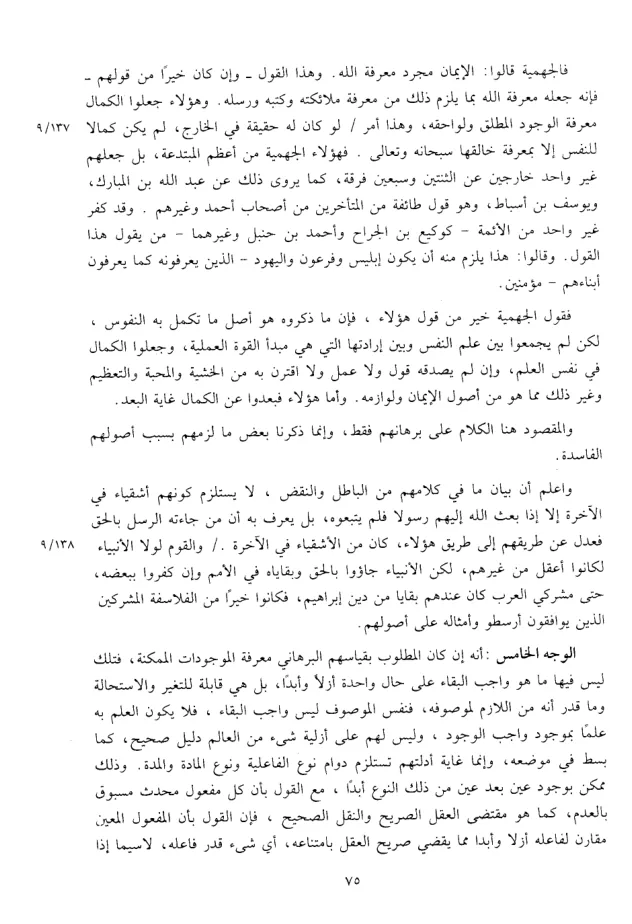 فالجهمية قالوا: الإيمان مجرد معرفة الله. وهذا القول ـ وإن كان خيرًا من قولهم ـ
فإنه جعله معرفة الله بما يلزم ذلك من معرفة ملائكته وكتبه ورسله. وهؤلاء جعلوا الكمال
معرفة الوجود المطلق ولواحقه، وهذا أمر / لو كان له حقيقة في الخارج، لم يكن كمالا ٩/١٣٧
للنفس إلا بمعرفة خالقها سبحانه وتعالى . فهؤلاء الجهمية من أعظم المبتدعة، بل جعلهم
غير واحد خارجين عن الثنتين وسبعين فرقة، كما يروى ذلك عن عبد الله بن المبارك،
ويوسف بن أسباط، وهو قول طائفة من المتأخرين من أصحاب أحمد وغيرهم . وقد كفر
غير واحد من الأئمة – كوكيع بن الجراح وأحمد بن حنبل وغيرهما – من يقول هذا
القول. وقالوا: هذا يلزم منه أن يكون إبليس وفرعون واليهود – الذين يعرفونه كما يعرفون
أبناءهم – مؤمنين.
فقول الجهمية خير من قول هؤلاء ، فإن ما ذكروه هو أصل ما تكمل به النفوس ،
لكن لم يجمعوا بين علم النفس وبين إرادتها التي هي مبدأ القوة العملية، وجعلوا الكمال
في نفس العلم، وإن لم يصدقه قول ولا عمل ولا اقترن به من الخشية والمحبة والتعظيم
وغير ذلك مما هو من أصول الإيمان ولوازمه. وأما هؤلاء فبعدوا عن الكمال غاية البعد.
والمقصود هنا الكلام على برهانهم فقط، وإنما ذكرنا بعض ما لزمهم بسبب أصولهم
الفاسدة.
واعلم أن بيان ما في كلامهم من الباطل والنقض ، لا يستلزم كونهم أشقياء في
الآخرة إلا إذا بعث الله إليهم رسولا فلم يتبعوه، بل يعرف به أن من جاءته الرسل بالحق
فعدل عن طريقهم إلى طريق هؤلاء، كان من الأشقياء في الآخرة ./ والقوم لولا الأنبياء ٩/١٣٨
لكانوا أعقل من غيرهم، لكن الأنبياء جاؤوا بالحق وبقاياه في الأمم وإن كفروا ببعضه،
حتى مشركي العرب كان عندهم بقايا من دين إبراهيم، فكانوا خيرًا من الفلاسفة المشركين
الذين يوافقون أرسطو وأمثاله على أصولهم.
الوجه الخامس :أنه إن كان المطلوب بقياسهم البرهاني معرفة الموجودات الممكنة، فتلك
ليس فيها ما هو واجب البقاء على حال واحدة أزلاً وأبدًا، بل هي قابلة للتغير والاستحالة
وما قدر أنه من اللازم لموصوفه، فنفس الموصوف ليس واجب البقاء ، فلا يكون العلم به
علمًا بموجود واجب الوجود ، وليس لهم على أزلية شىء من العالم دليل صحيح، كما
بسط في موضعه، وإنما غاية أدلتهم تستلزم دوام نوع الفاعلية ونوع المادة والمدة. وذلك
ممكن بوجود عين بعد عين من ذلك النوع أبدًا ، مع القول بأن كل مفعول محدث مسبوق
بالعدم، كما هو مقتضى العقل الصريح والنقل الصحيح ، فإن القول بأن المفعول المعين
مقارن لفاعله أزلا وأبدا مما يقضي صريح العقل بامتناعه، أي شىء قدر فاعله، لاسيما إذا
٧٥